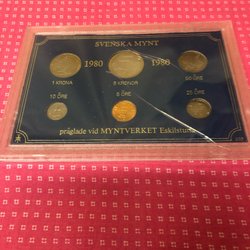 SVENSKA MYNT
1980 1980
1 KRONA 5 KRONOR 50 ÖRE
10 ÖRE 5 ÖRE 25 ÖRE
präglade vid MYNTVERKET Eskilstuna